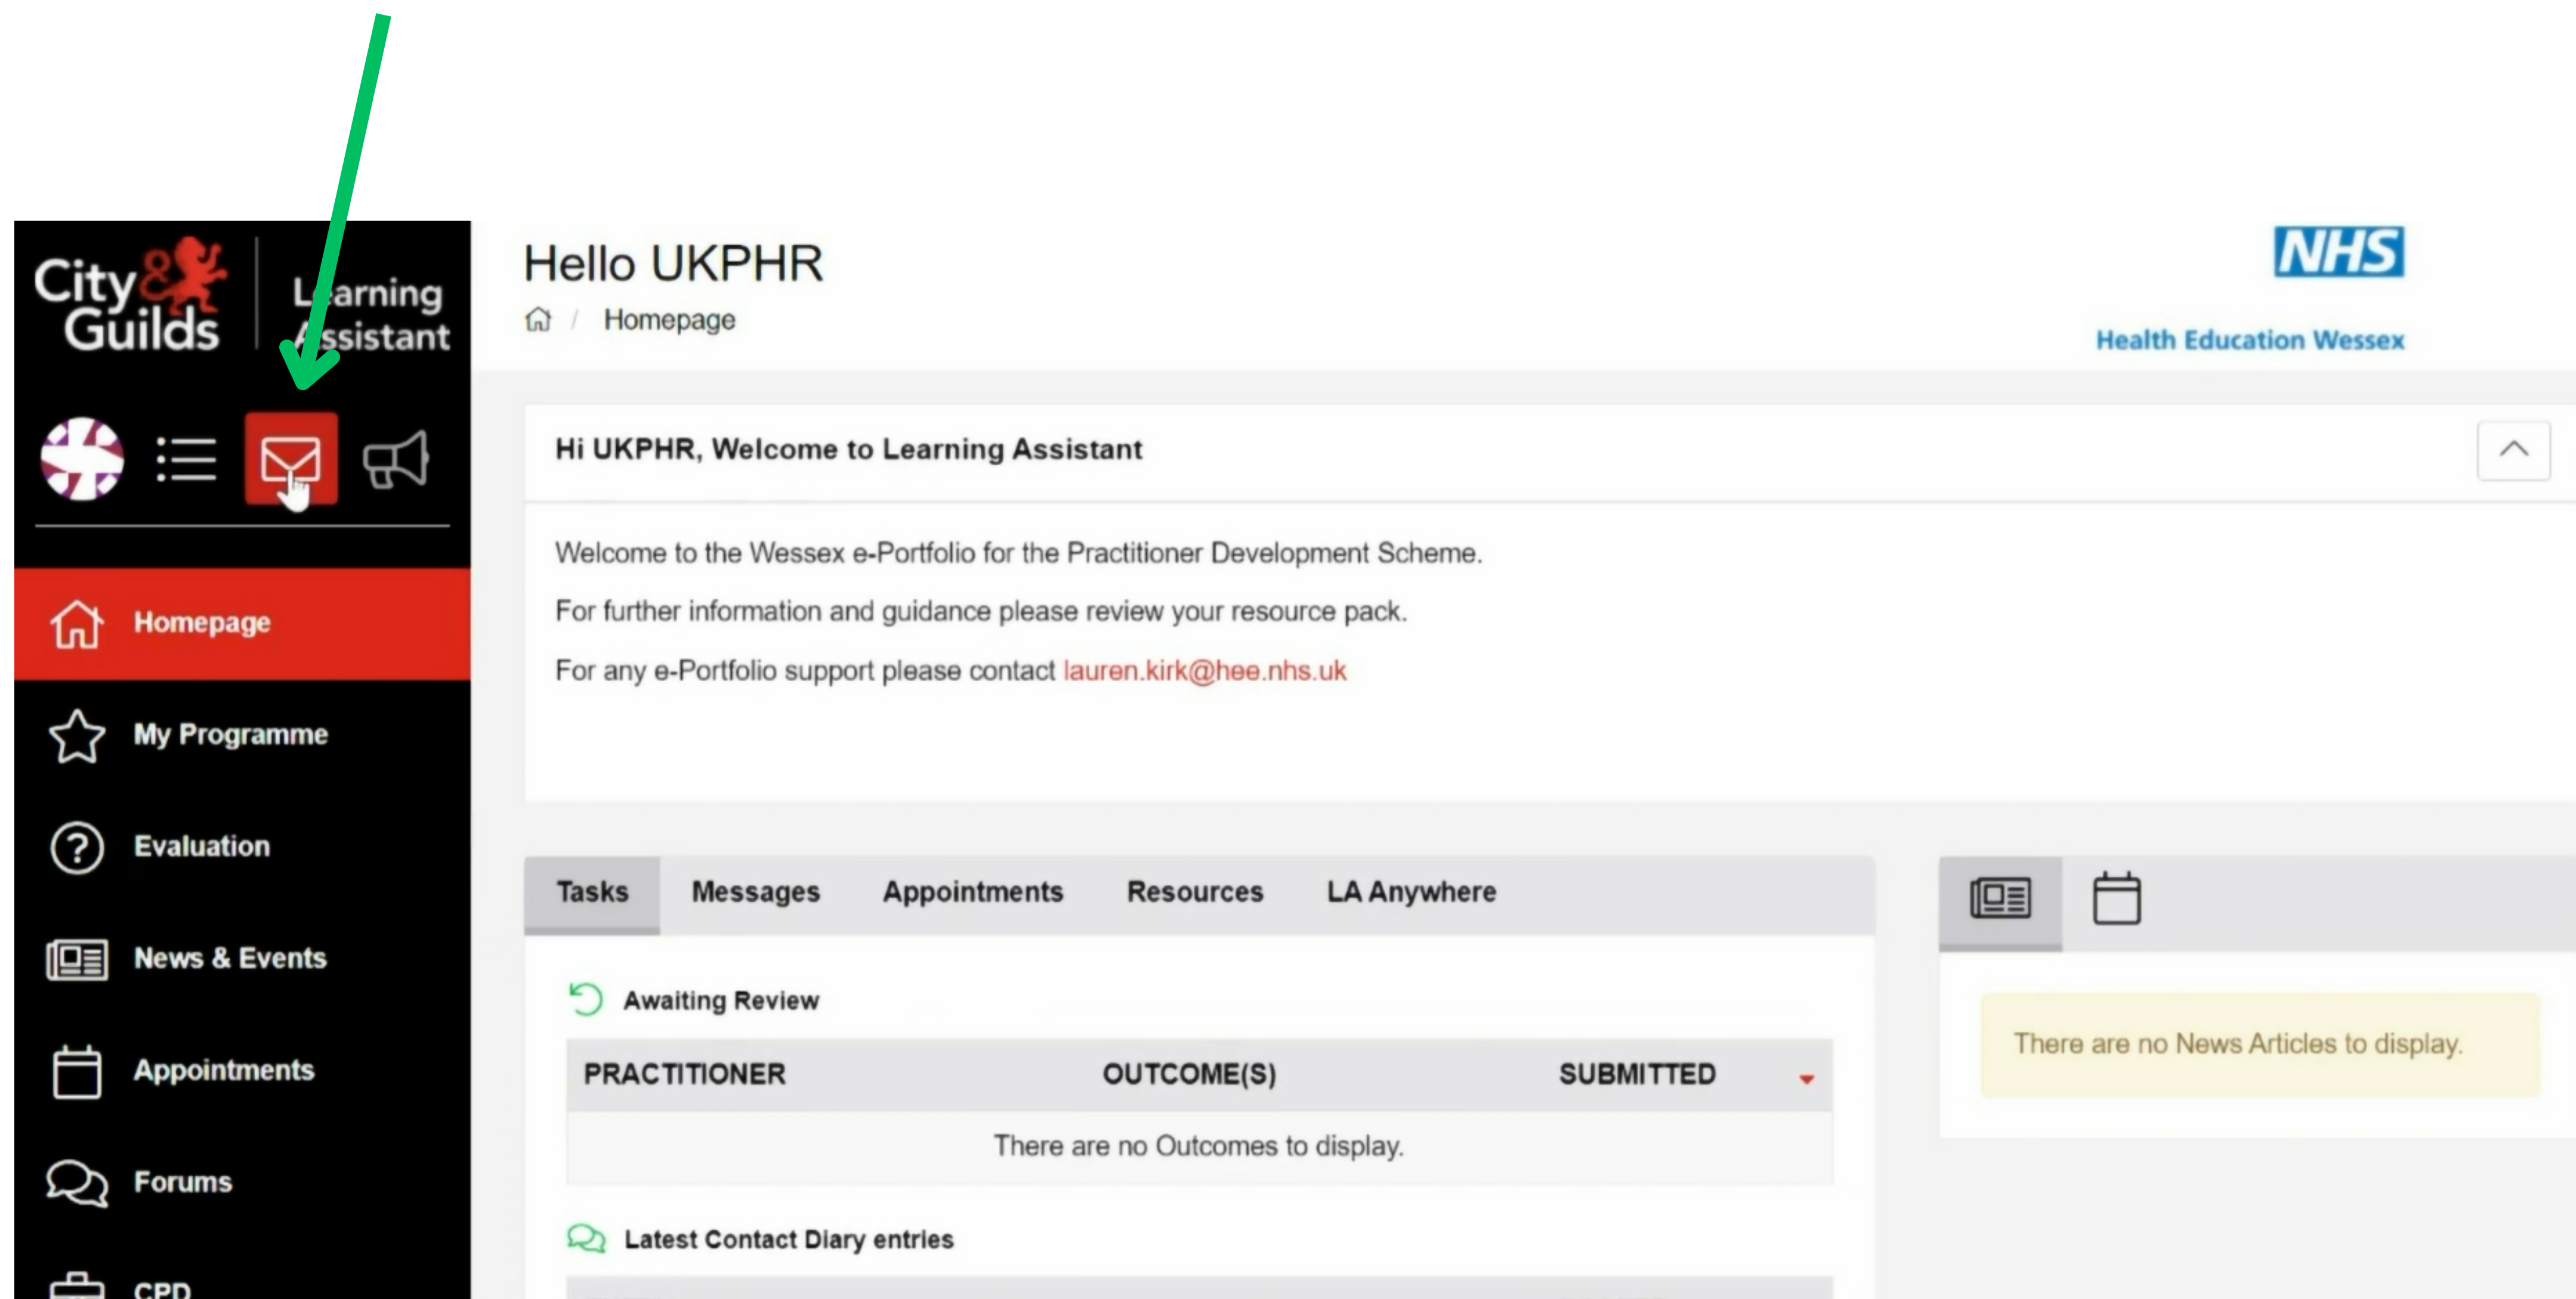 City & Guilds
Learning Assistant
Homepage
My Programme
Evaluation
News & Events
Appointments
Forums
CPD
Hello UKPHR
/ Homepage
NHS
Health Education Wessex
Hi UKPHR, Welcome to Learning Assistant
Welcome to the Wessex e-Portfolio for the Practitioner Development Scheme.
For further information and guidance please review your resource pack.
For any e-Portfolio support please contact lauren.kirk@hee.nhs.uk
Tasks Messages Appointments Resources LA Anywhere
Awaiting Review
PRACTITIONER OUTCOME(S) SUBMITTED
There are no Outcomes to display.
Latest Contact Diary entries
There are no News Articles to display.